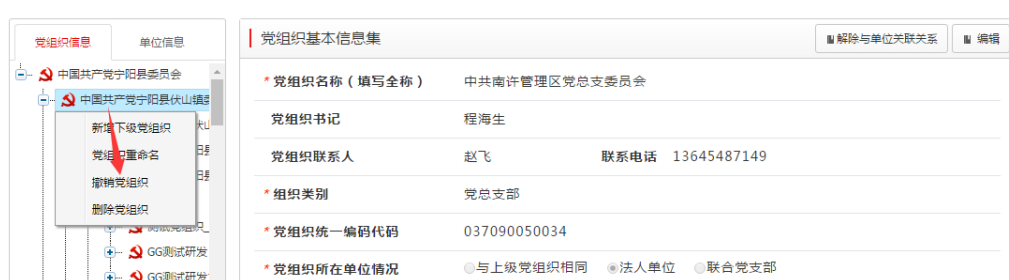 党组织信息
单位信息
中国共产党宁阳县委员会
中国共产党宁阳县伏山镇委
新增下级党组织
党组织重命名
撤销党组织
删除党组织
GG测试研发
GG测试研发
党组织基本信息集
解除与单位关联关系
编辑
*党组织名称（填写全称）
中共南许管理区党总支委员会
党组织书记
程海生
党组织联系人
赵飞
联系电话
13645487149
*组织类别
党总支部
*党组织统一编码代码
037090050034
*党组织所在单位情况
与上级党组织相同
法人单位
联合党支部